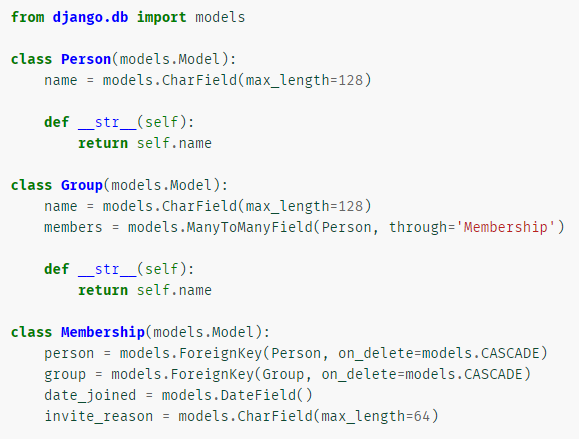 from django.db import models

class Person(models.Model):
    name = models.CharField(max_length=128)

    def __str__(self):
        return self.name

class Group(models.Model):
    name = models.CharField(max_length=128)
    members = models.ManyToManyField(Person, through='Membership')

    def __str__(self):
        return self.name

class Membership(models.Model):
    person = models.ForeignKey(Person, on_delete=models.CASCADE)
    group = models.ForeignKey(Group, on_delete=models.CASCADE)
    date_joined = models.DateField()
    invite_reason = models.CharField(max_length=64)